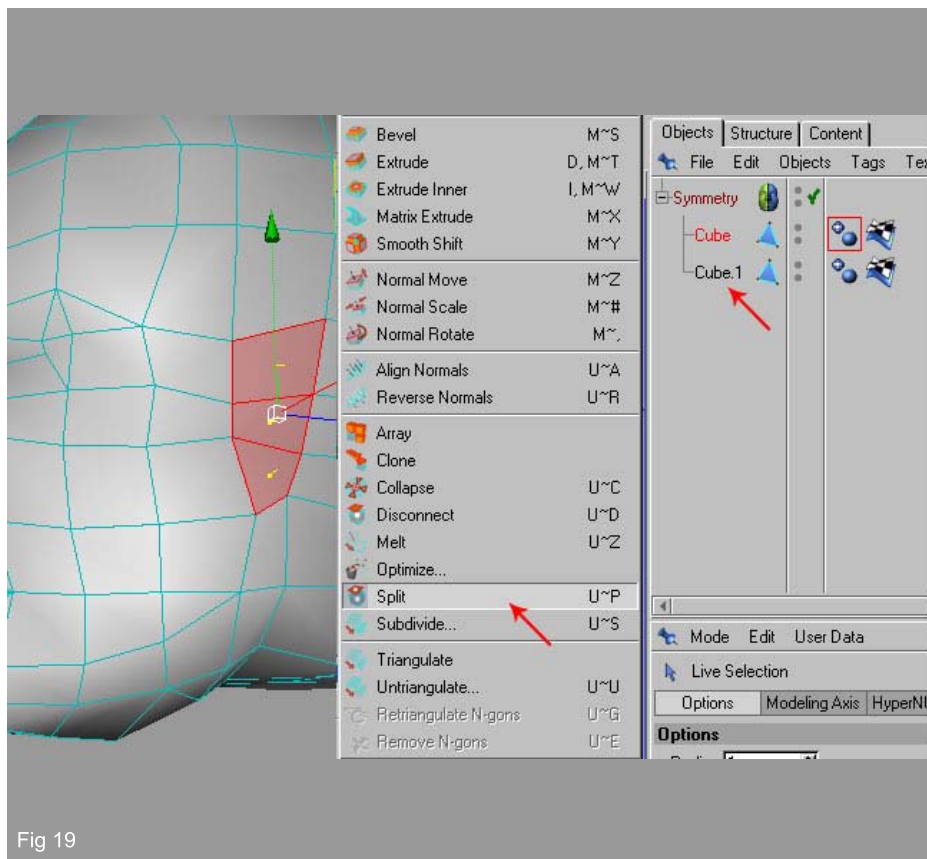 Bevel M~S
Extrude D, M~T
Extrude Inner I, M~W
Matrix Extrude M~X
Smooth Shift M~Y
Normal Move M~Z
Normal Scale M~#
Normal Rotate M~,
Align Normals U~A
Reverse Normals U~R
Array
Clone
Collapse U~C
Disconnect U~D
Melt U~Z
Optimize...
Split U~P
Subdivide... U~S
Triangulate
Untriangulate... U~U
Retriangulate N-gons U~G
Remove N-gons U~E
Objects Structure Content
File Edit Objects Tags Tex
Symmetry
Cube
Cube.1
Mode Edit User Data
Live Selection
Options Modeling Axis HyperNU
Options
Fig 19